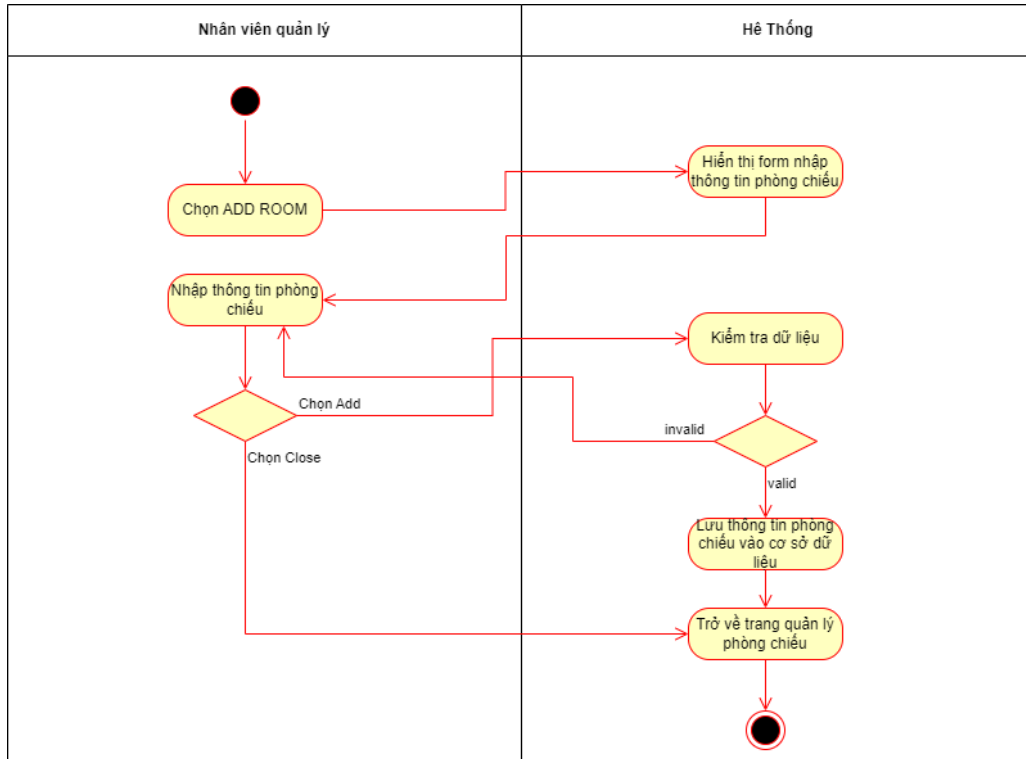 Nhân viên quản lý
Hê Thống
Hiển thị form nhập
thông tin phòng chiếu
Chọn ADD ROOM
Nhập thông tin phòng
chiếu
Kiểm tra dữ liệu
Chọn Add
invalid
Chọn Close
valid
Lưu thông tin phòng
chiếu vào cơ sở dữ
liêu
Trở về trang quản lý
phòng chiếu